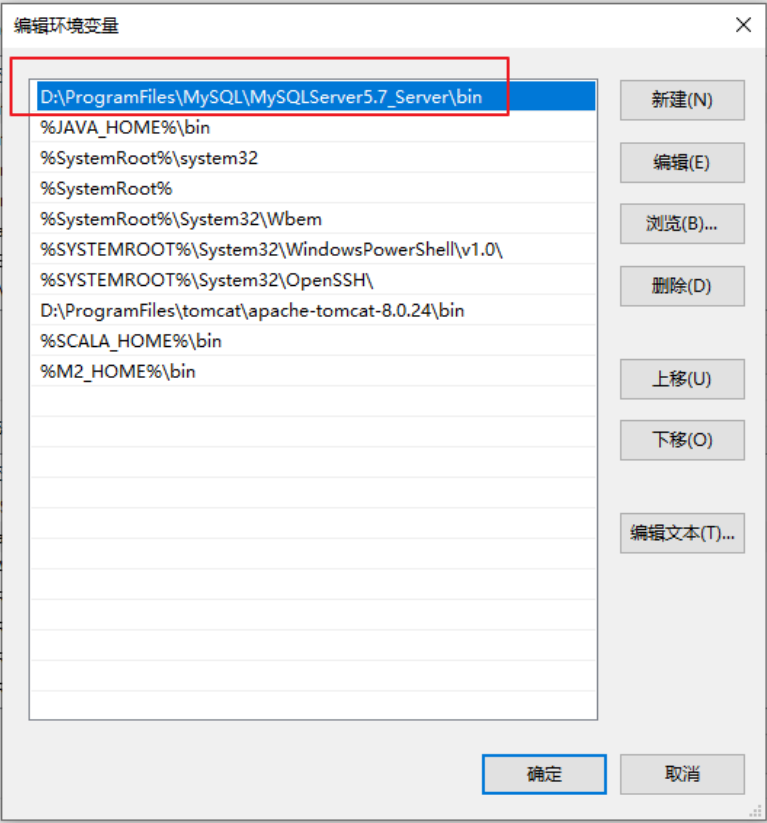 编辑环境变量
D:\ProgramFiles\MySQL\MySQLServer5.7_Server\bin
%JAVA_HOME%\bin
%SystemRoot%\system32
%SystemRoot%
%SystemRoot%\System32\Wbem
%SYSTEMROOT%\System32\WindowsPowerShell\v1.0\
%SYSTEMROOT%\System32\OpenSSH\
D:\ProgramFiles\tomcat\apache-tomcat-8.0.24\bin
%SCALA_HOME%\bin
%M2_HOME%\bin
新建(N)
编辑(E)
浏览(B)...
删除(D)
上移(U)
下移(O)
编辑文本(T)...
确定
取消